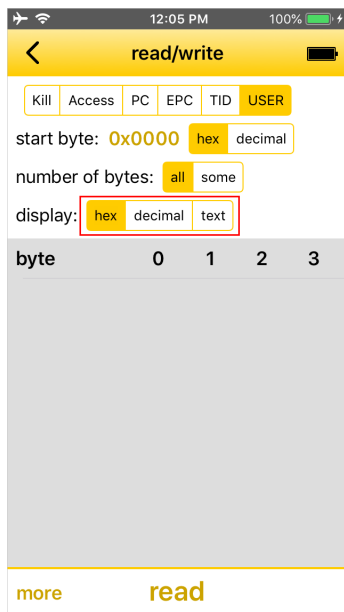 12:05 PM 100%
read/write
Kill Access PC EPC TID USER
start byte: 0x0000 hex decimal
number of bytes: all some
display: hex decimal text
byte 0 1 2 3
more read